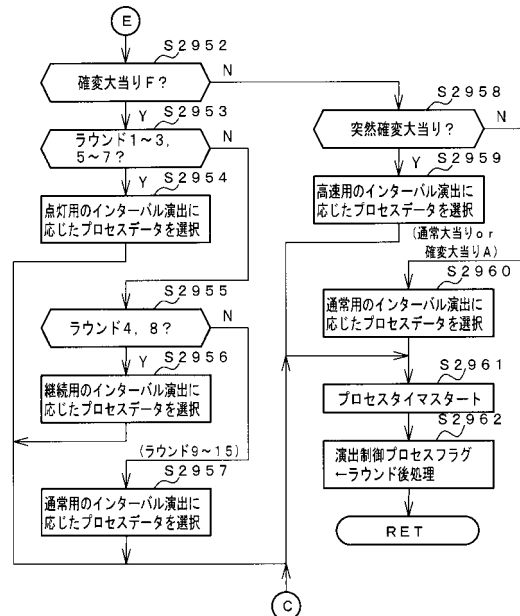 E
S2952
確変大当りF？
N
Y
S2953
ラウンド1～3,
5～7？
N
Y
S2954
点灯用のインターバル演出に
応じたプロセスデータを選択
S2955
ラウンド4，8？
N
Y
S2956
継続用のインターバル演出に
応じたプロセスデータを選択
(ラウンド9～15)
S2957
通常用のインターバル演出に
応じたプロセスデータを選択
S2958
突然確変大当り？
N
Y
S2959
高速用のインターバル演出に
応じたプロセスデータを選択
(通常大当りor
確変大当りA)
S2960
通常用のインターバル演出に
応じたプロセスデータを選択
S2961
プロセスタイマスタート
S2962
演出制御プロセスフラグ
←ラウンド後処理
RET
C